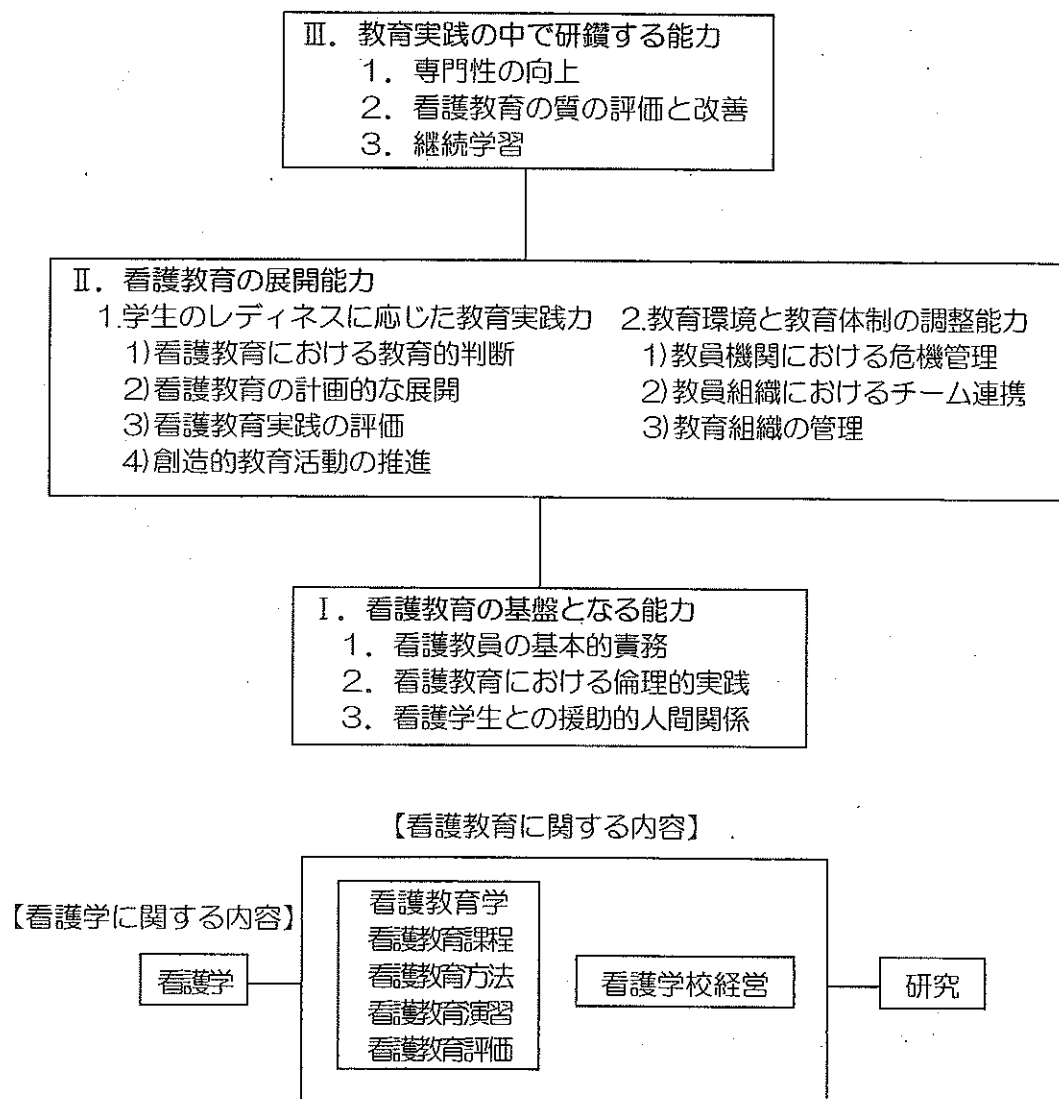 Ⅲ．教育実践の中で研鑽する能力
１．専門性の向上
２．看護教育の質の評価と改善
３．継続学習
Ⅱ．看護教育の展開能力
1.学生のレディネスに応じた教育実践力
1)看護教育における教育的判断
2)看護教育の計画的な展開
3)看護教育実践の評価
4)創造的教育活動の推進
2.教育環境と教育体制の調整能力
1)教員機関における危機管理
2)教員組織におけるチーム連携
3)教育組織の管理
Ⅰ．看護教育の基盤となる能力
１．看護教員の基本的責務
２．看護教育における倫理的実践
３．看護学生との援助的人間関係
【看護教育に関する内容】
【看護学に関する内容】
看護学
看護教育学
看護教育課程
看護教育方法
看護教育演習
看護教育評価
看護学校経営
研究